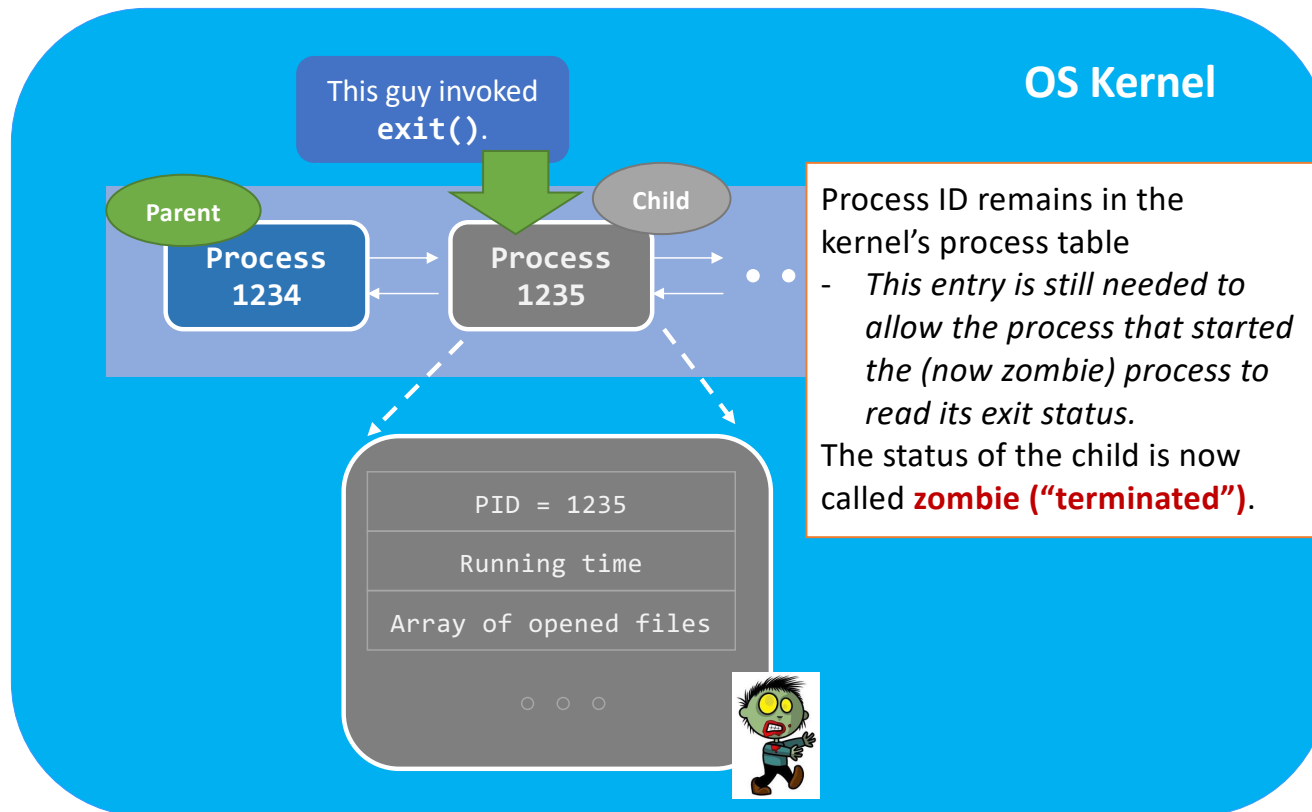 OS Kernel
This guy invoked
exit().
Parent
Child
Process
1234
Process
1235
Process ID remains in the
kernel’s process table
- This entry is still needed to
allow the process that started
the (now zombie) process to
read its exit status.
The status of the child is now
called zombie (“terminated”).
PID = 1235
Running time
Array of opened files